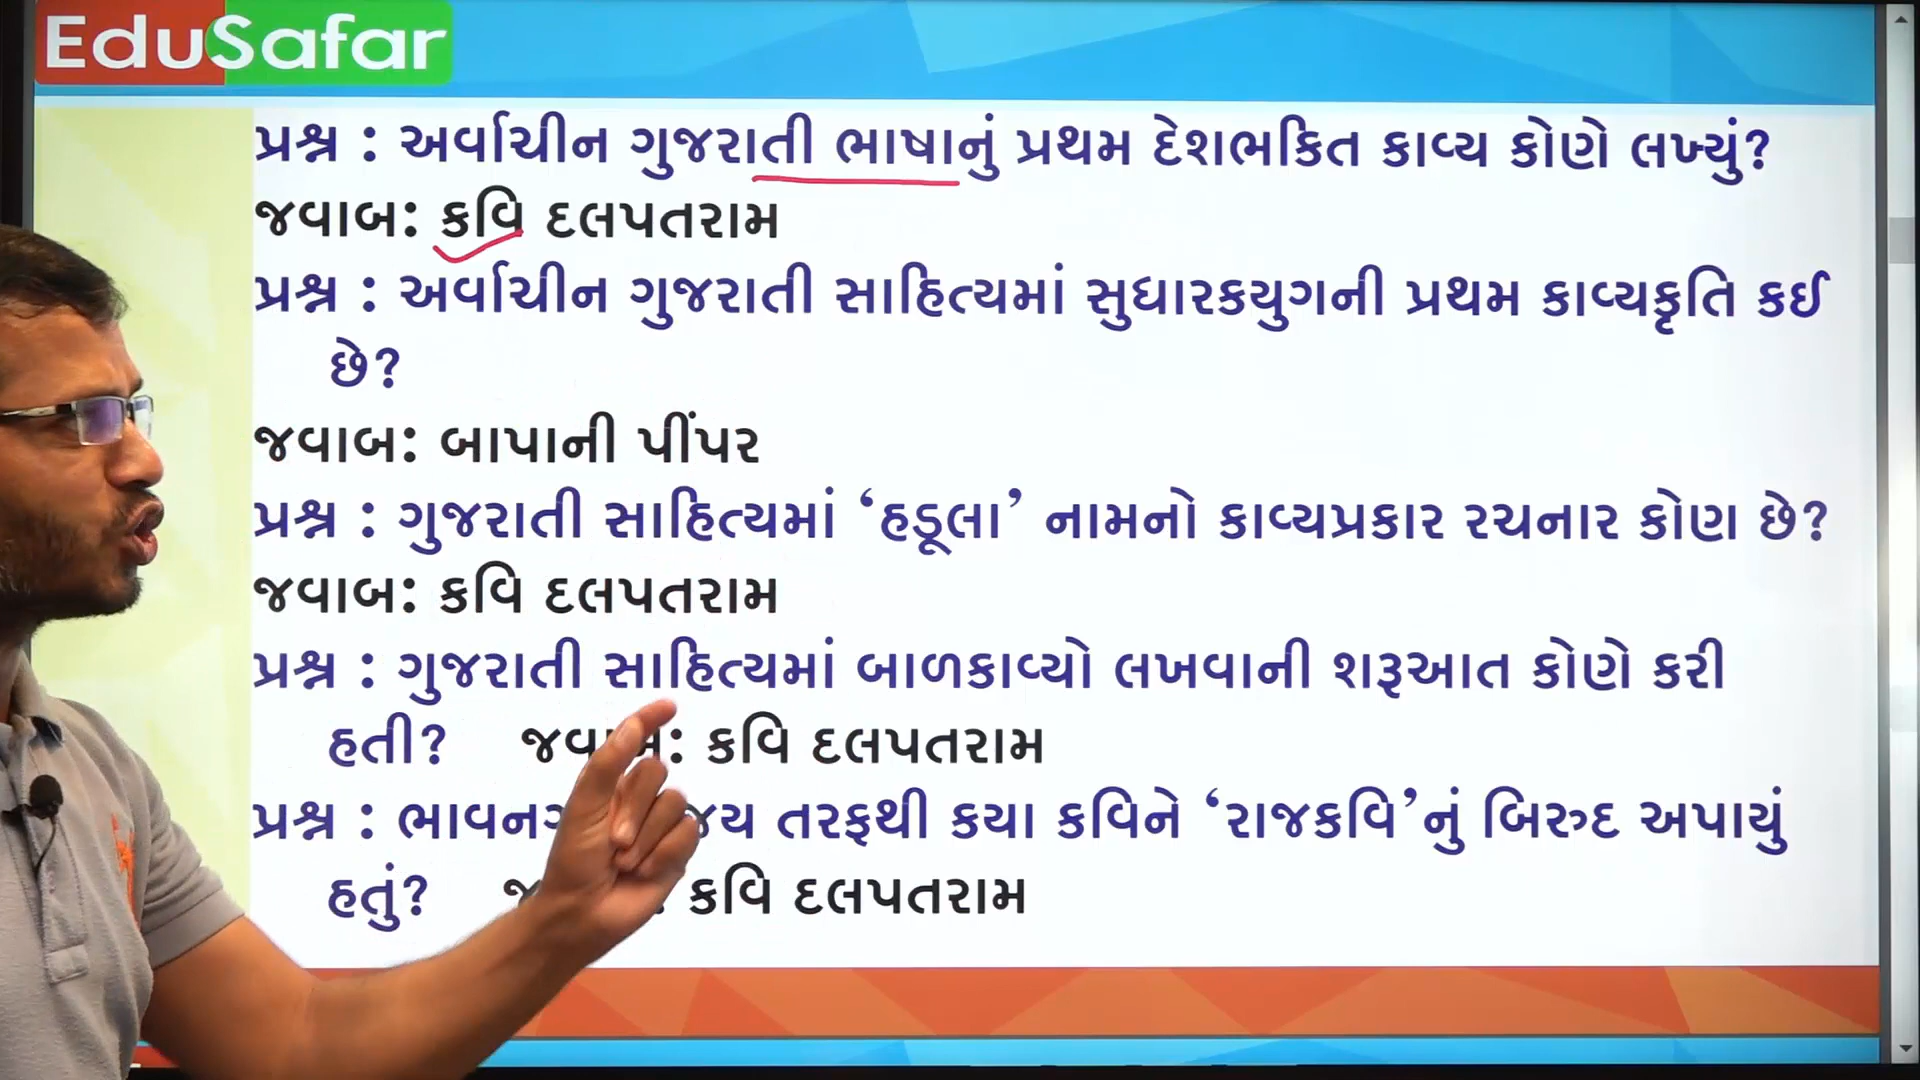 EduSafar
પ્રશ્ન : અર્વાચીન ગુજરાતી ભાષાનું પ્રથમ દેશભકિત કાવ્ય કોણે લખ્યું?
જવાબ: કવિ દલપતરામ
પ્રશ્ન : અર્વાચીન ગુજરાતી સાહિત્યમાં સુધારકયુગની પ્રથમ કાવ્યકૃતિ કઈ
છે?
જવાબ: બાપાની પીંપર
પ્રશ્ન : ગુજરાતી સાહિત્યમાં ‘હડૂલા’ નામનો કાવ્યપ્રકાર રચનાર કોણ છે?
જવાબ: કવિ દલપતરામ
પ્રશ્ન : ગુજરાતી સાહિત્યમાં બાળકાવ્યો લખવાની શરૂઆત કોણે કરી
હતી? જવાબ: કવિ દલપતરામ
પ્રશ્ન : તરફથી કયા કવિને ‘રાજકવિ’નું બિરુદ અપાયું
હતું? કવિ દલપતરામ